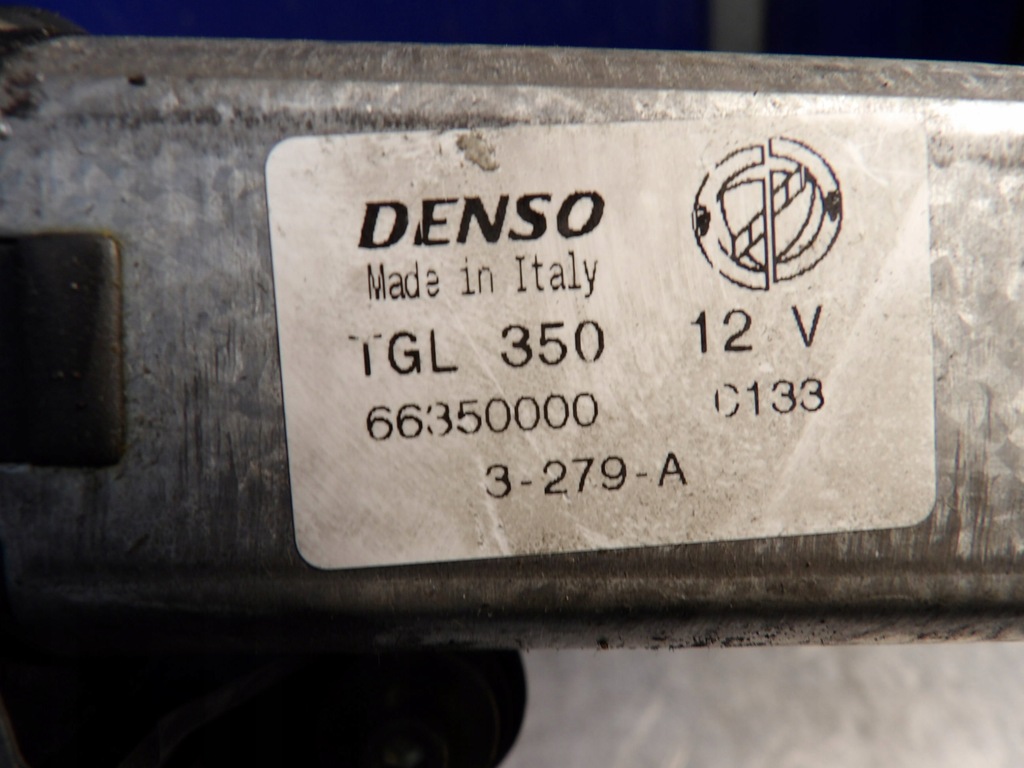 DENSO
Made in Italy
TGL 350 12 V
66350000 C133
3-279-A